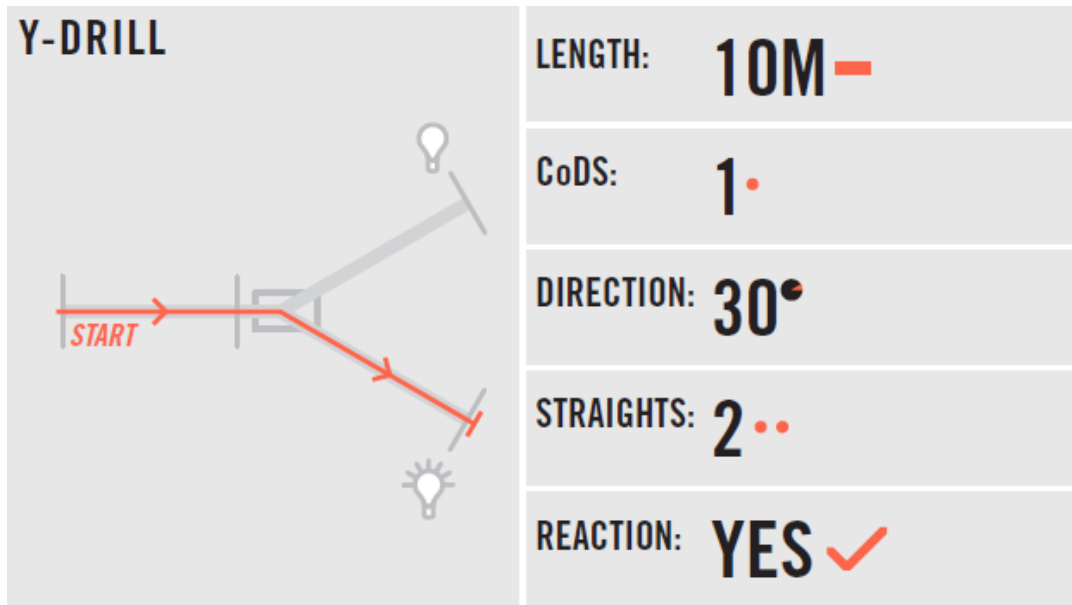 Y-DRILL
START
LENGTH: 10M
CoDS: 1
DIRECTION: 30°
STRAIGHTS: 2
REACTION: YES